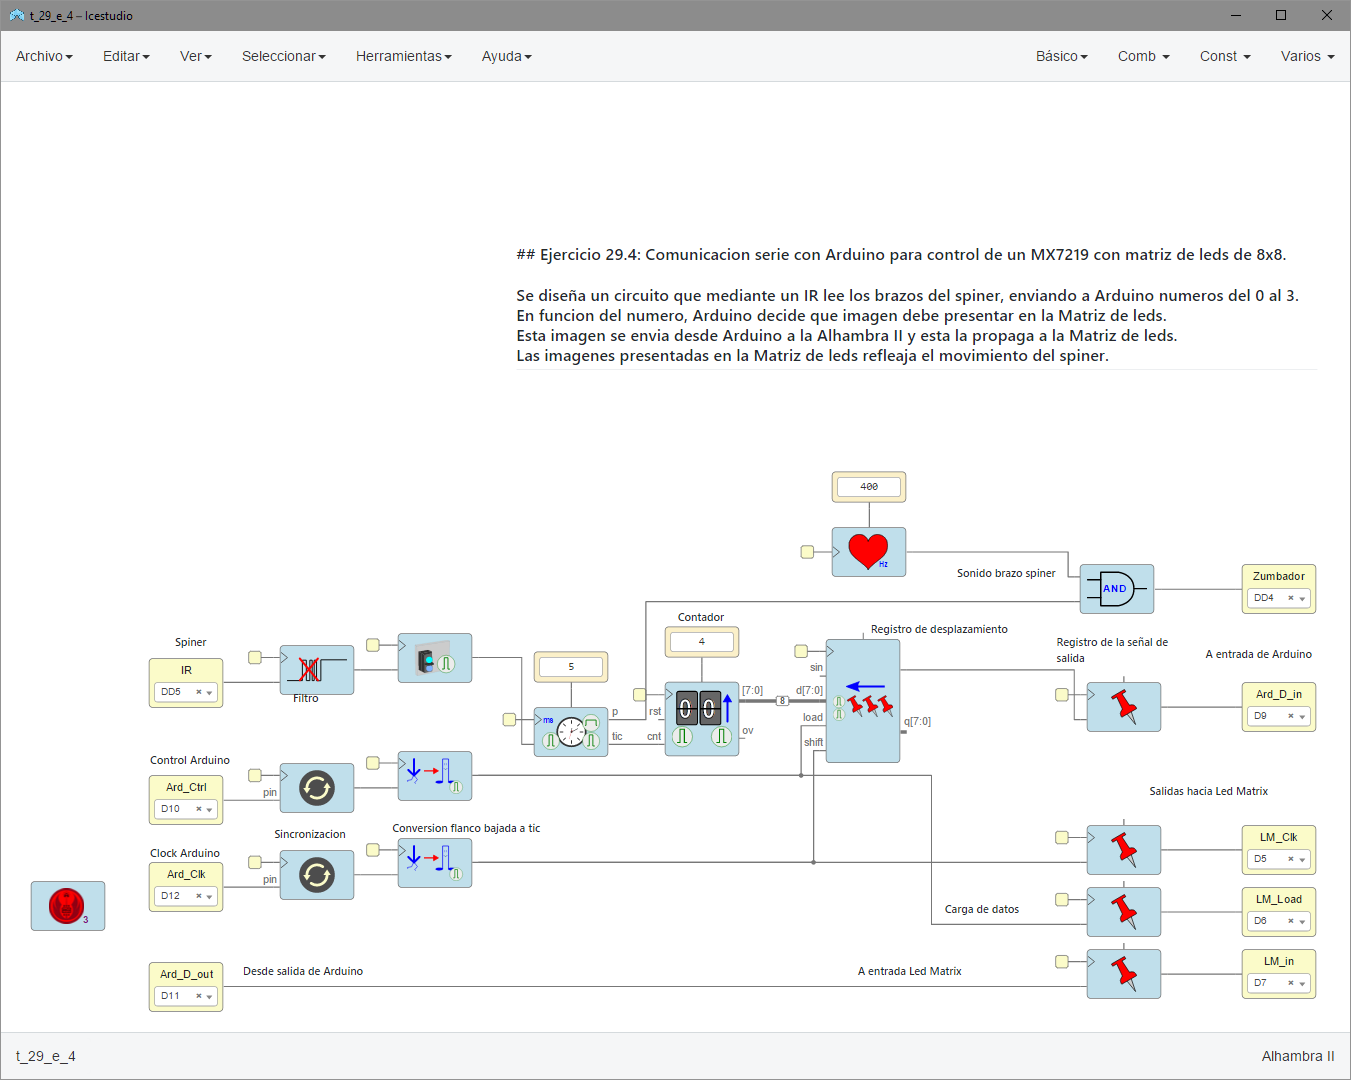 t_29_e_4 – Icestudio
Archivo Editar Ver Seleccionar Herramientas Ayuda Básico Comb Const Varios
## Ejercicio 29.4: Comunicacion serie con Arduino para control de un MX7219 con matriz de leds de 8x8.
Se diseña un circuito que mediante un IR lee los brazos del spiner, enviando a Arduino numeros del 0 al 3.
En funcion del numero, Arduino decide que imagen debe presentar en la Matriz de leds.
Esta imagen se envia desde Arduino a la Alhambra II y esta la propaga a la Matriz de leds.
Las imagenes presentadas en la Matriz de leds refleaja el movimiento del spiner.
400
Hz
Sonido brazo spiner
AND
Zumbador
DD4
Contador
4
Registro de desplazamiento
Spiner
IR
DD5
Filtro
5
ms
p
tic
rst
cnt
0 0
[7:0]
ov
8
sin
d[7:0]
load
shift
q[7:0]
Registro de la señal de
salida
A entrada de Arduino
Ard_D_in
D9
Control Arduino
Ard_Ctrl
D10
pin
Sincronizacion
Conversion flanco bajada a tic
Clock Arduino
Ard_Clk
D12
pin
3
Salidas hacia Led Matrix
LM_Clk
D5
Carga de datos
LM_Load
D6
Ard_D_out
D11
Desde salida de Arduino
A entrada Led Matrix
LM_in
D7
t_29_e_4
Alhambra II